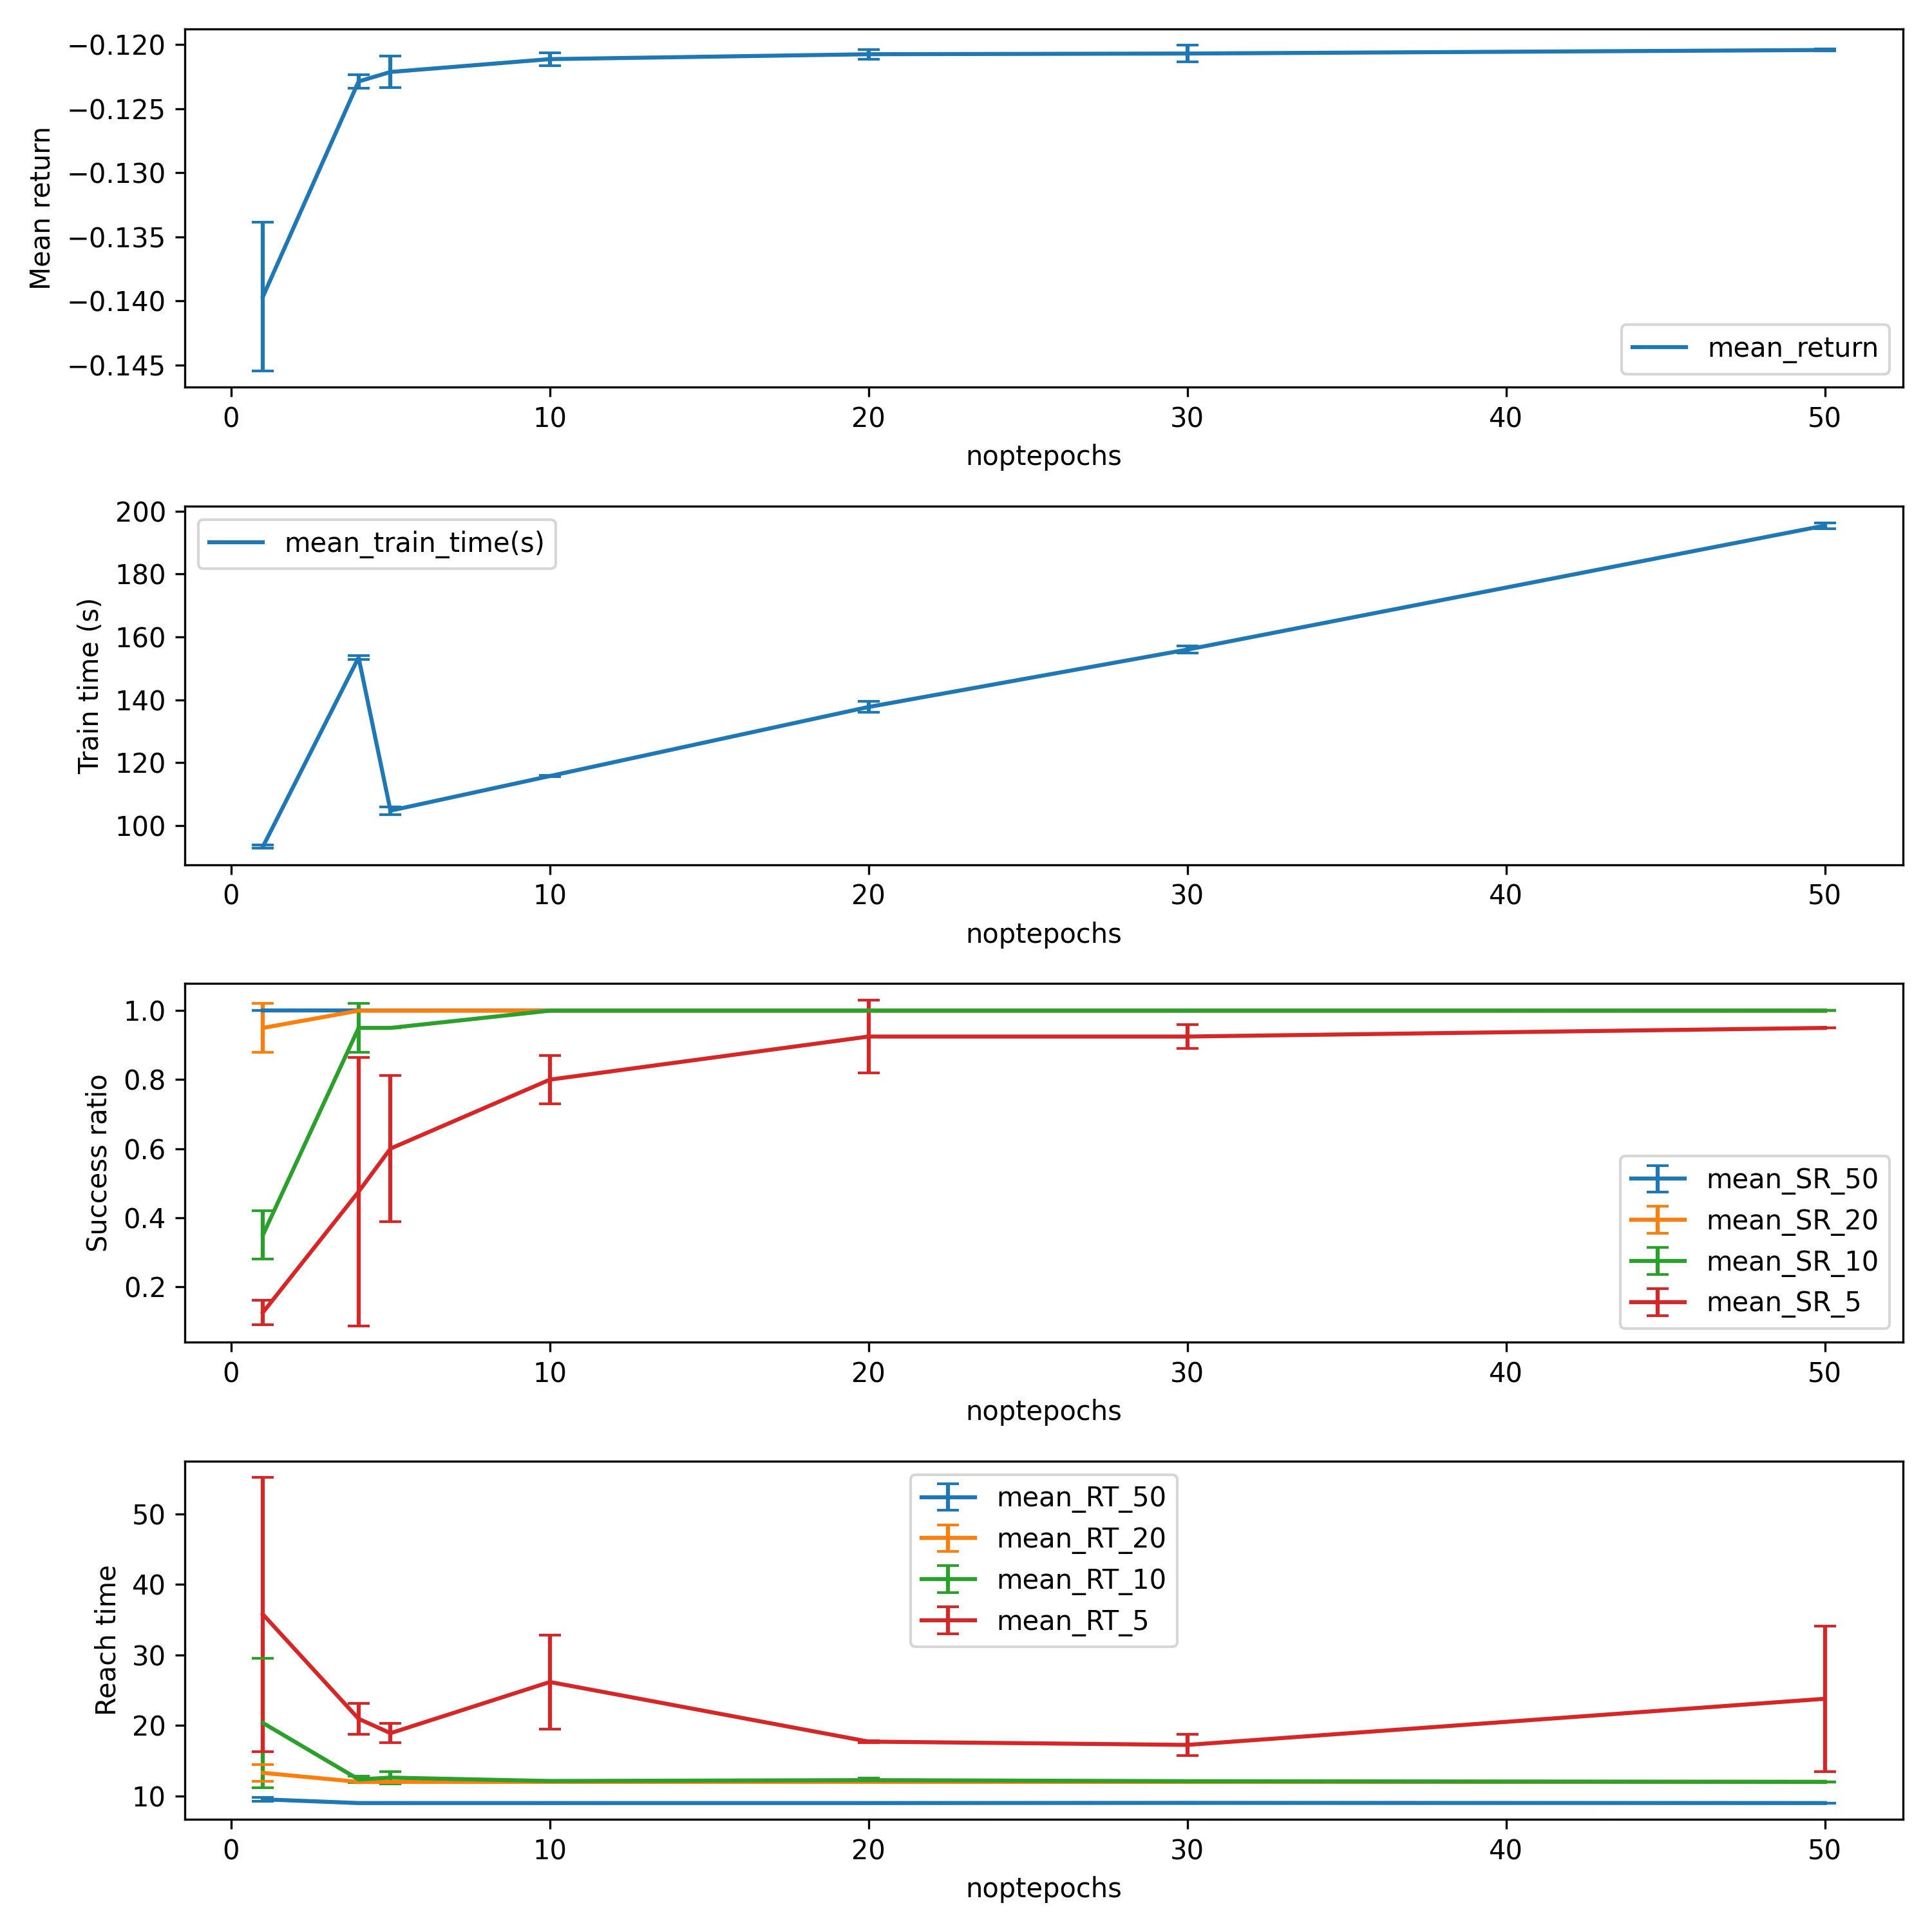 Mean return
−0.120
−0.125
−0.130
−0.135
−0.140
−0.145
mean_return
0 10 20 30 40 50
noptepochs
Train time (s)
200
180
160
140
120
100
mean_train_time(s)
0 10 20 30 40 50
noptepochs
Success ratio
1.0
0.8
0.6
0.4
0.2
mean_SR_50
mean_SR_20
mean_SR_10
mean_SR_5
0 10 20 30 40 50
noptepochs
Reach time
50
40
30
20
10
mean_RT_50
mean_RT_20
mean_RT_10
mean_RT_5
0 10 20 30 40 50
noptepochs